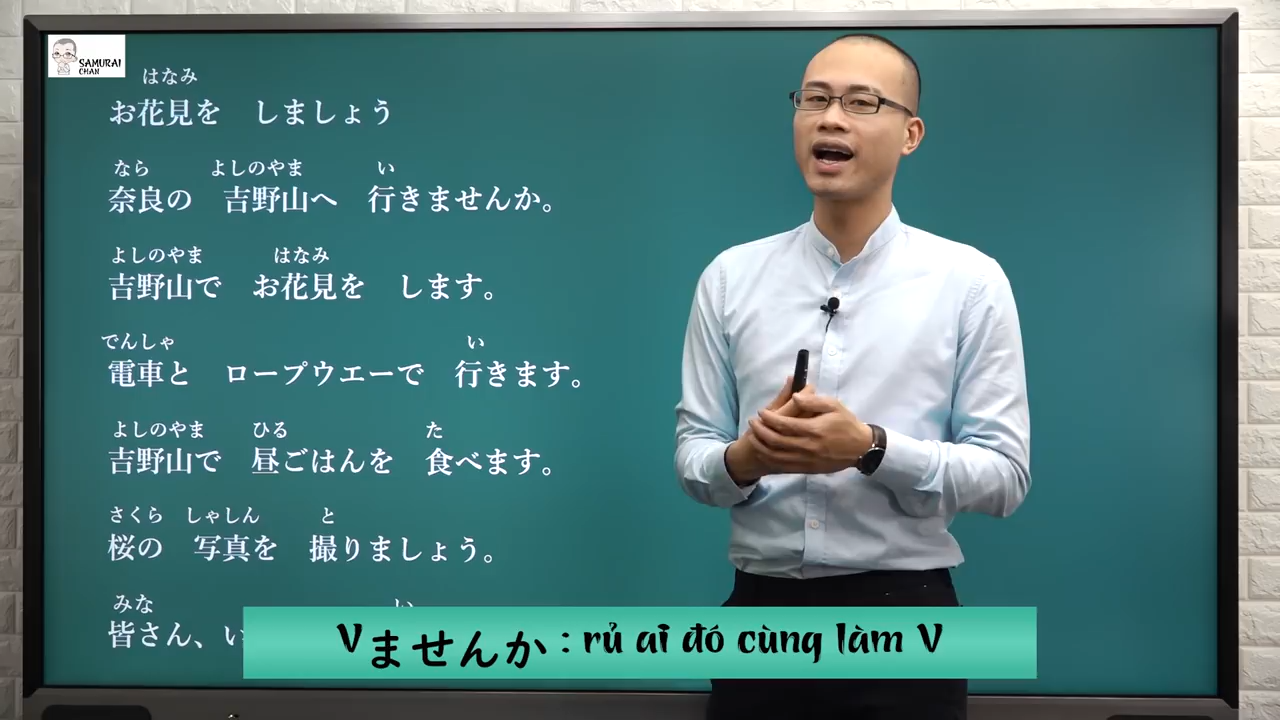 SAMURAI
CHAN
はなみ
お花見を しましょう
なら よしのやま い
奈良の 吉野山へ 行きませんか。
よしのやま はなみ
吉野山で お花見を します。
でんしゃ い
電車と ロープウエーで 行きます。
よしのやま ひる た
吉野山で 昼ごはんを 食べます。
さくら しゃしん と
桜の 写真を 撮りましょう。
みな い
皆さん、い
Vませんか : rủ ai đó cùng làm V